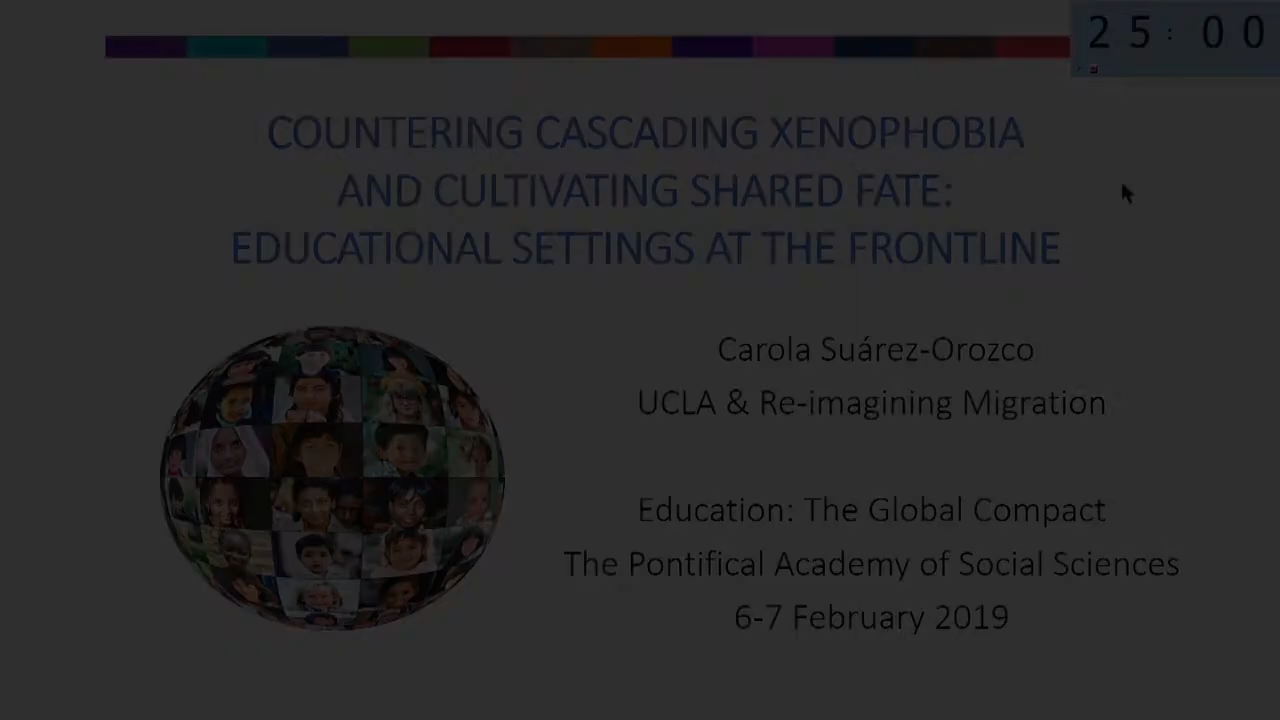 25:00
COUNTERING CASCADING XENOPHOBIA
AND CULTIVATING SHARED FATE:
EDUCATIONAL SETTINGS AT THE FRONTLINE
Carola Suárez-Orozco
UCLA & Re-imagining Migration
Education: The Global Compact
The Pontifical Academy of Social Sciences
6-7 February 2019